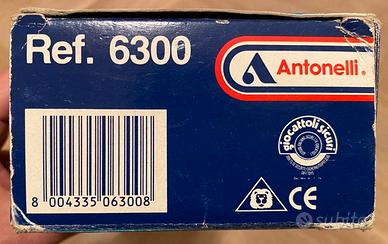 Ref. 6300
Antonelli.
giocattoli sicuri
8 004335 063008
CE
subito